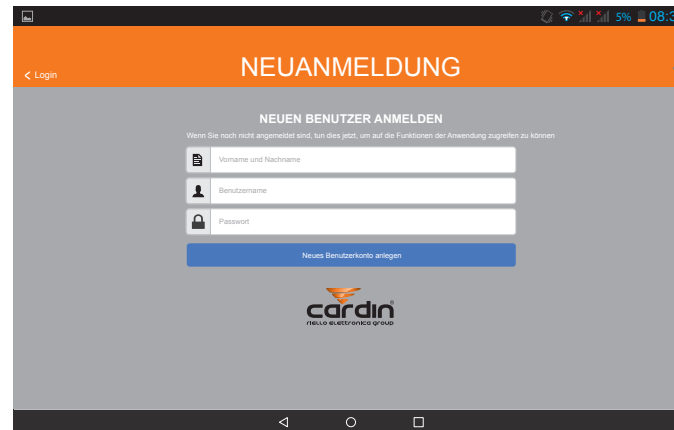 5% 08:3
Login
NEUANMELDUNG
NEUEN BENUTZER ANMELDEN
Wenn Sie noch nicht angemeldet sind, tun dies jetzt, um auf die Funktionen der Anwendung zugreifen zu können
Vorname und Nachname
Benutzername
Passwort
Neues Benutzerkonto anlegen
cardin
riello elettronica group